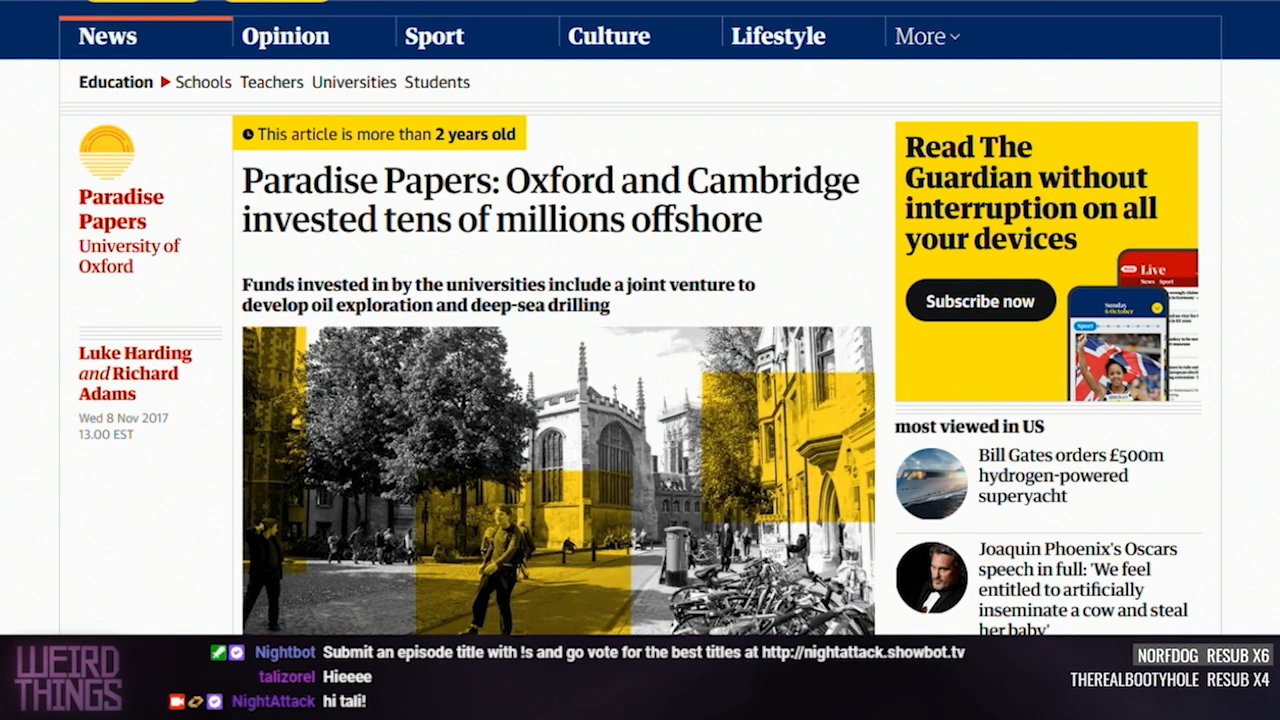 News
Opinion
Sport
Culture
Lifestyle
More
Education
Schools
Teachers
Universities
Students
Paradise
Papers
University of
Oxford
Luke Harding
and Richard
Adams
Wed 8 Nov 2017
13.00 EST
This article is more than 2 years old
Paradise Papers: Oxford and Cambridge
invested tens of millions offshore
Funds invested in by the universities include a joint venture to
develop oil exploration and deep-sea drilling
Read The
Guardian without
interruption on all
your devices
Subscribe now
Live
News Sport
Sunday
6 October
Sport
most viewed in US
Bill Gates orders £500m
hydrogen-powered
superyacht
Joaquin Phoenix's Oscars
speech in full: 'We feel
entitled to artificially
inseminate a cow and steal
her baby'
WEIRD
THINGS
Nightbot Submit an episode title with !s and go vote for the best titles at http://nightattack.showbot.tv
talizorel Hieeee
NightAttack hi tali!
NORFDOG RESUB X6
THEREALBOOTYHOLE RESUB X4